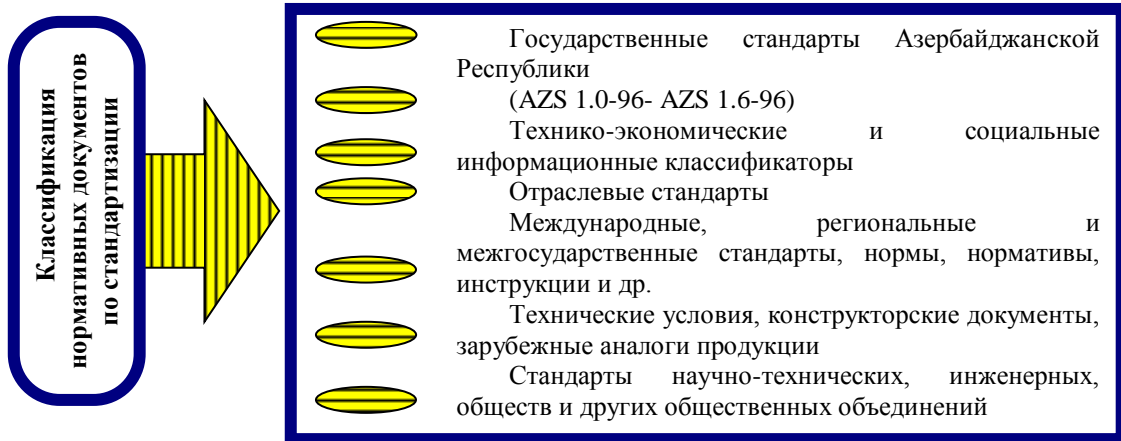 Классификация
нормативных документов
по стандартизации
Государственные стандарты Азербайджанской
Республики
(AZS 1.0-96- AZS 1.6-96)
Технико-экономические и социальные
информационные классификаторы
Отраслевые стандарты
Международные, региональные и
межгосударственные стандарты, нормы, нормативы,
инструкции и др.
Технические условия, конструкторские документы,
зарубежные аналоги продукции
Стандарты научно-технических, инженерных,
обществ и других общественных объединений